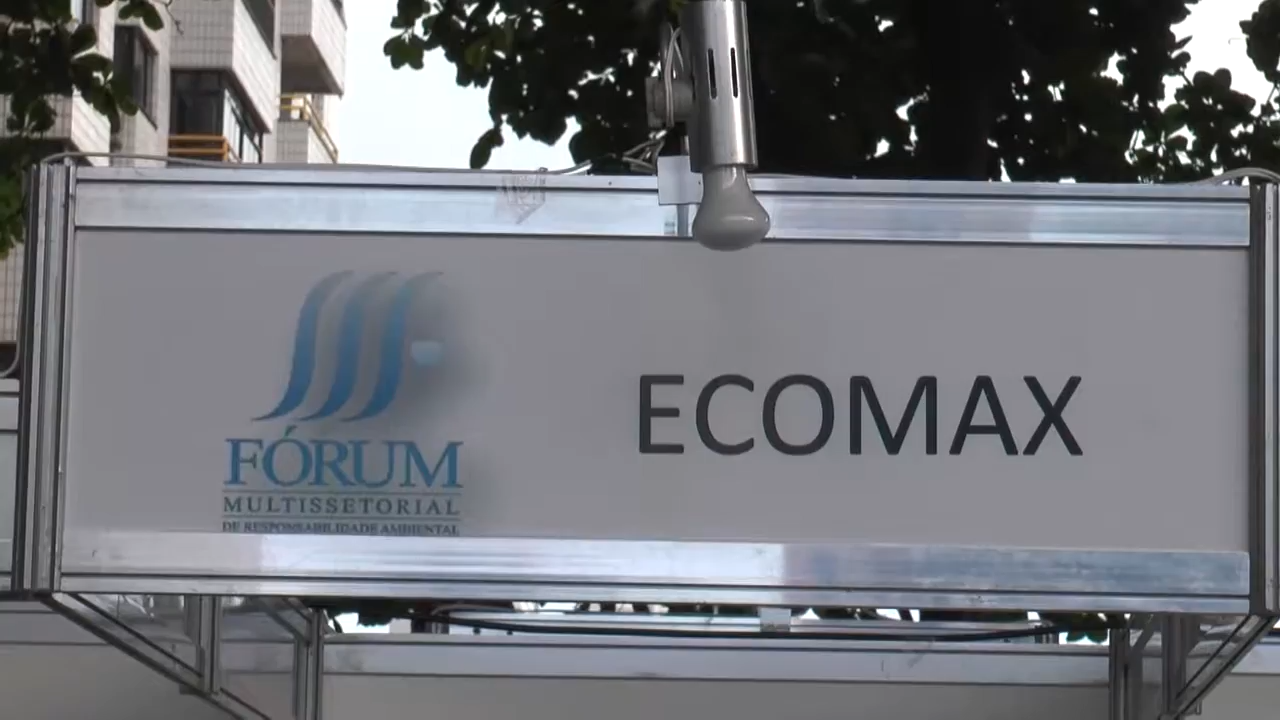 FÓRUM
MULTISSETORIAL
DE RESPONSABILIDADE AMBIENTAL
ECOMAX